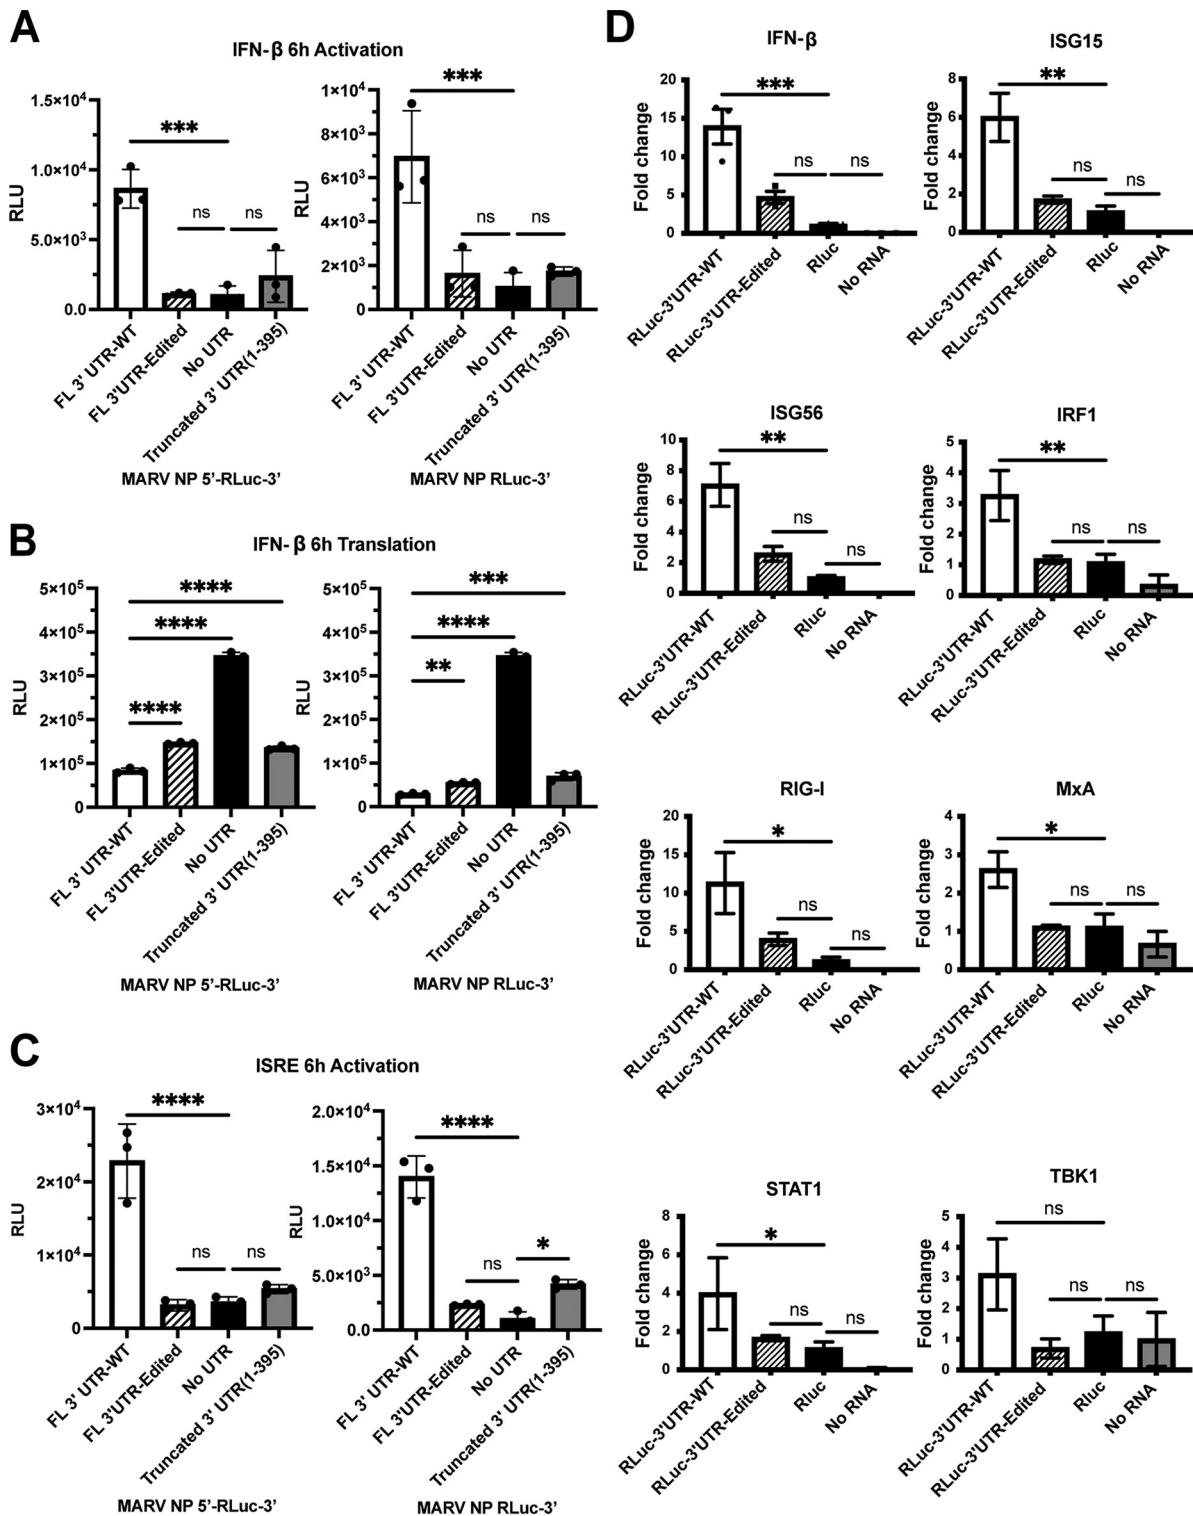 A
IFN-β 6h Activation
RLU
1.5×10⁴
1.0×10⁴
5.0×10³
0.0
***
ns
ns
FL 3' UTR-WT
FL 3'UTR-Edited
No UTR
Truncated 3' UTR(1-395)
MARV NP 5'-RLuc-3'
RLU
1×10⁴
8×10³
6×10³
4×10³
2×10³
0
***
ns
ns
FL 3' UTR-WT
FL 3'UTR-Edited
No UTR
Truncated 3' UTR(1-395)
MARV NP RLuc-3'
B
IFN-β 6h Translation
RLU
5×10⁵
4×10⁵
3×10⁵
2×10⁵
1×10⁵
0
****
****
****
FL 3' UTR-WT
FL 3'UTR-Edited
No UTR
Truncated 3' UTR(1-395)
MARV NP 5'-RLuc-3'
RLU
5×10⁵
4×10⁵
3×10⁵
2×10⁵
1×10⁵
0
***
****
**
FL 3' UTR-WT
FL 3'UTR-Edited
No UTR
Truncated 3' UTR(1-395)
MARV NP RLuc-3'
C
ISRE 6h Activation
RLU
3×10⁴
2×10⁴
1×10⁴
0
****
ns
ns
FL 3' UTR-WT
FL 3'UTR-Edited
No UTR
Truncated 3' UTR(1-395)
MARV NP 5'-RLuc-3'
RLU
2.0×10⁴
1.5×10⁴
1.0×10⁴
5.0×10³
0.0
****
ns
*
FL 3' UTR-WT
FL 3'UTR-Edited
No UTR
Truncated 3' UTR(1-395)
MARV NP RLuc-3'
D
IFN-β
Fold change
20
15
10
5
0
***
ns
ns
RLuc-3'UTR-WT
RLuc-3'UTR-Edited
Rluc
No RNA
ISG15
Fold change
8
6
4
2
0
**
ns
ns
RLuc-3'UTR-WT
RLuc-3'UTR-Edited
Rluc
No RNA
ISG56
Fold change
10
8
6
4
2
0
**
ns
ns
RLuc-3'UTR-WT
RLuc-3'UTR-Edited
Rluc
No RNA
IRF1
Fold change
5
4
3
2
1
0
**
ns
ns
RLuc-3'UTR-WT
RLuc-3'UTR-Edited
Rluc
No RNA
RIG-I
Fold change
20
15
10
5
0
*
ns
ns
RLuc-3'UTR-WT
RLuc-3'UTR-Edited
Rluc
No RNA
MxA
Fold change
4
3
2
1
0
*
ns
ns
RLuc-3'UTR-WT
RLuc-3'UTR-Edited
Rluc
No RNA
STAT1
Fold change
8
6
4
2
0
*
ns
ns
RLuc-3'UTR-WT
RLuc-3'UTR-Edited
Rluc
No RNA
TBK1
Fold change
5
4
3
2
1
0
ns
ns
ns
RLuc-3'UTR-WT
RLuc-3'UTR-Edited
Rluc
No RNA